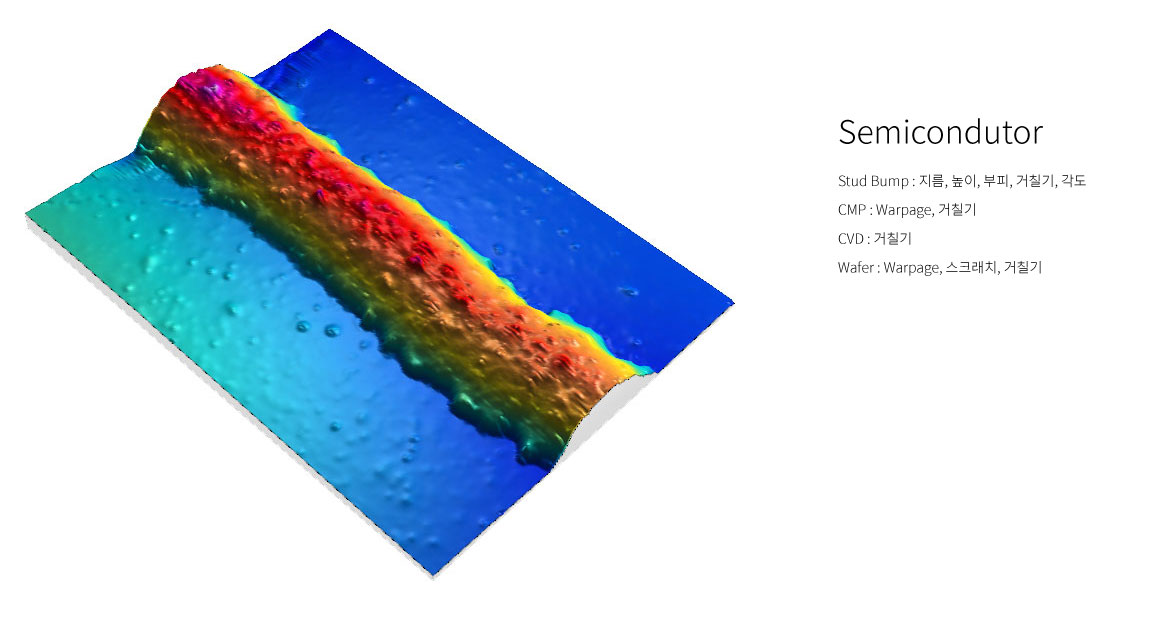 Semicondutor
Stud Bump : 지름, 높이, 부피, 거칠기, 각도
CMP : Warpage, 거칠기
CVD : 거칠기
Wafer : Warpage, 스크래치, 거칠기